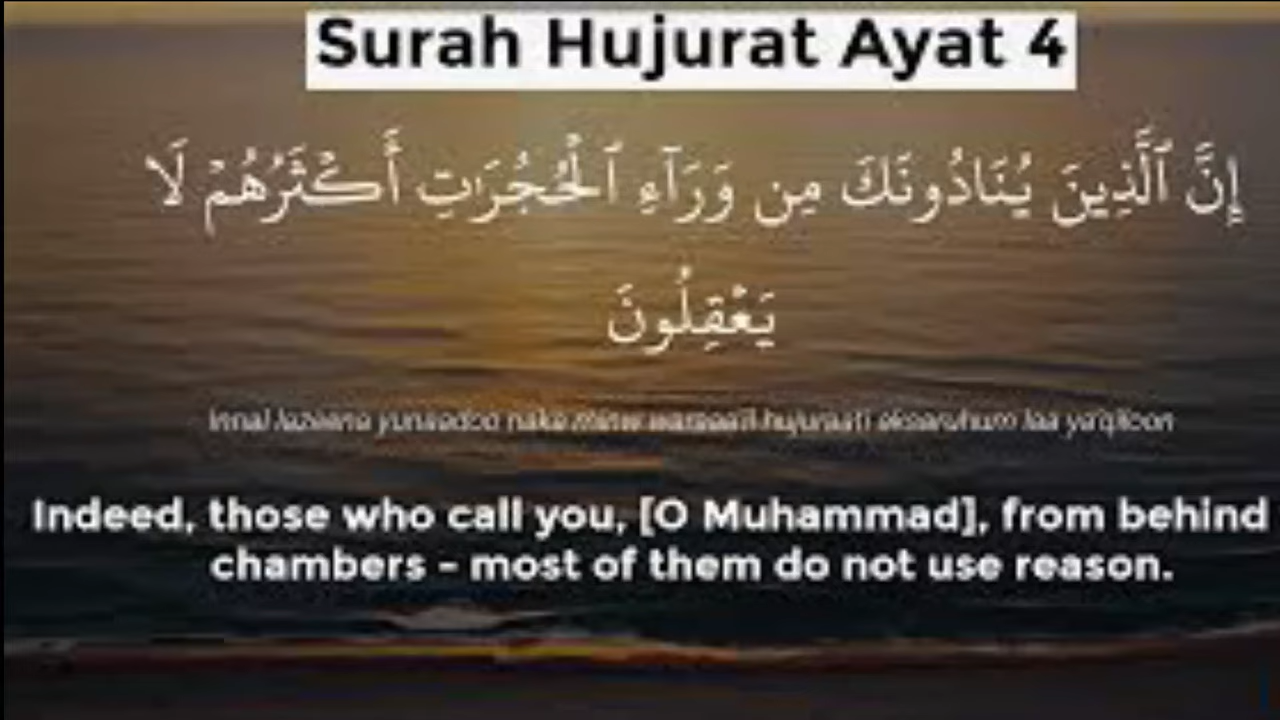 Surah Hujurat Ayat 4
إِنَّ ٱلَّذِينَ يُنَادُونَكَ مِن وَرَآءِ ٱلْحُجُرَٰتِ أَكْثَرُهُمْ لَا
يَعْقِلُونَ
Innal lazeena yunaadoo naka minw waraaa'il hujuraati aksaruhum laa ya'qiloon
Indeed, those who call you, [O Muhammad], from behind
chambers - most of them do not use reason.